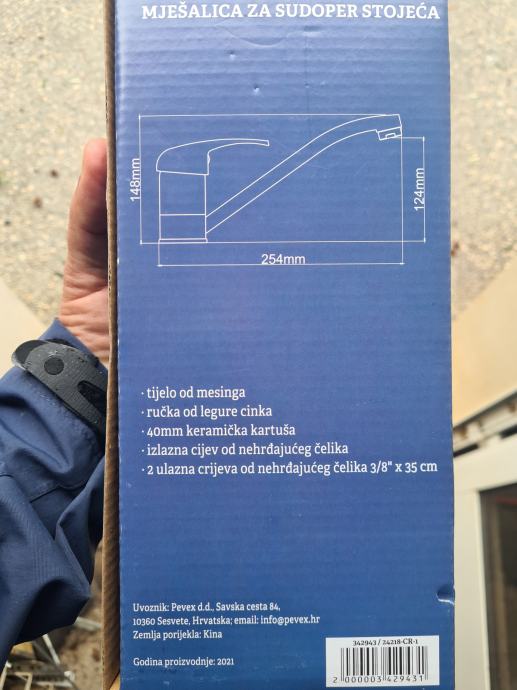 MJEŠALICA ZA SUDOPER STOJEĆA
148mm
124mm
254mm
· tijelo od mesinga
· ručka od legure cinka
· 40mm keramička kartuša
· izlazna cijev od nehrđajućeg čelika
· 2 ulazna crijeva od nehrđajućeg čelika 3/8" x 35 cm
Uvoznik: Pevex d.d., Savska cesta 84,
10360 Sesvete, Hrvatska; email: info@pevex.hr
Zemlja porijekla: Kina
Godina proizvodnje: 2021
342943 / 24218-CR-1
2 000003 429431